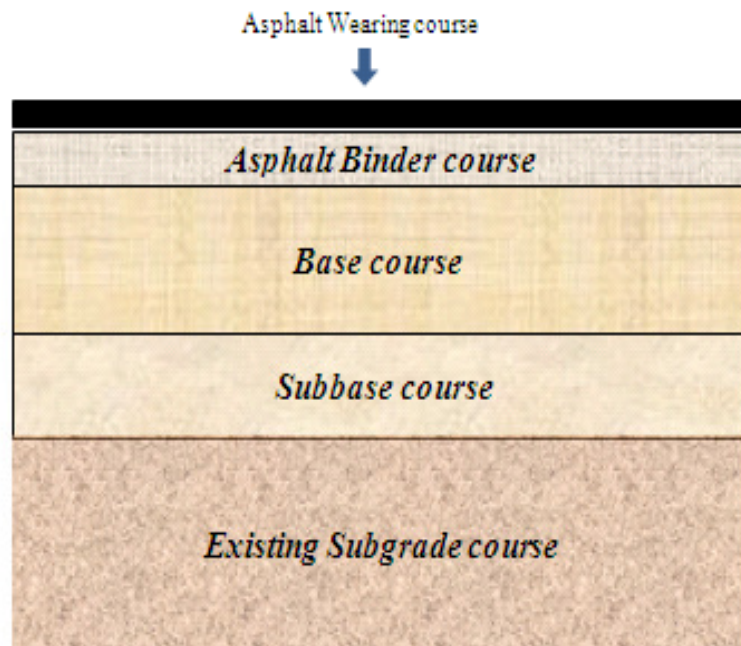 Asphalt Wearing course
Asphalt Binder course
Base course
Subbase course
Existing Subgrade course